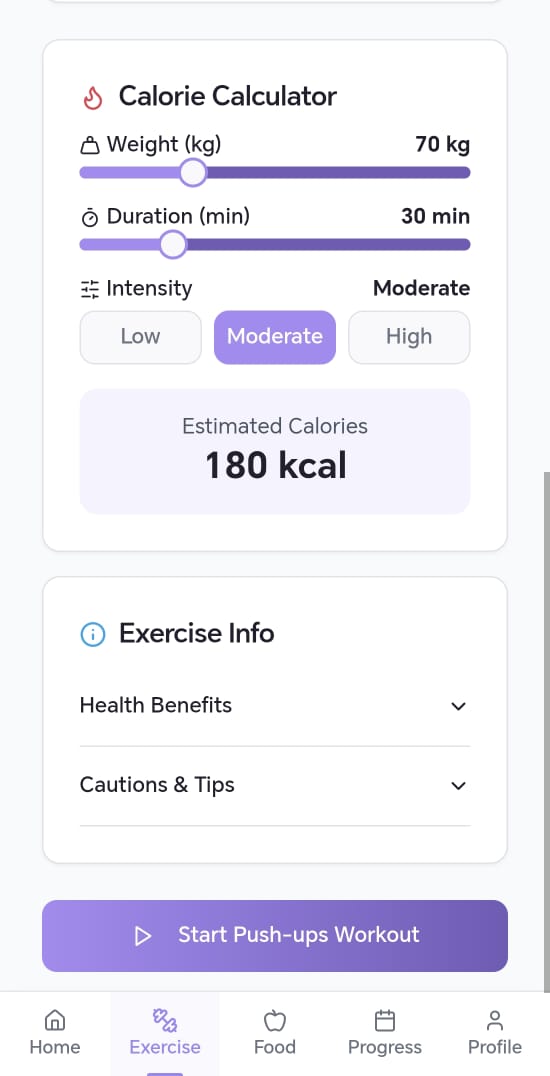 Calorie Calculator
Weight (kg) 70 kg
Duration (min) 30 min
Intensity Moderate
Low Moderate High
Estimated Calories
180 kcal
Exercise Info
Health Benefits
Cautions & Tips
Start Push-ups Workout
Home Exercise Food Progress Profile